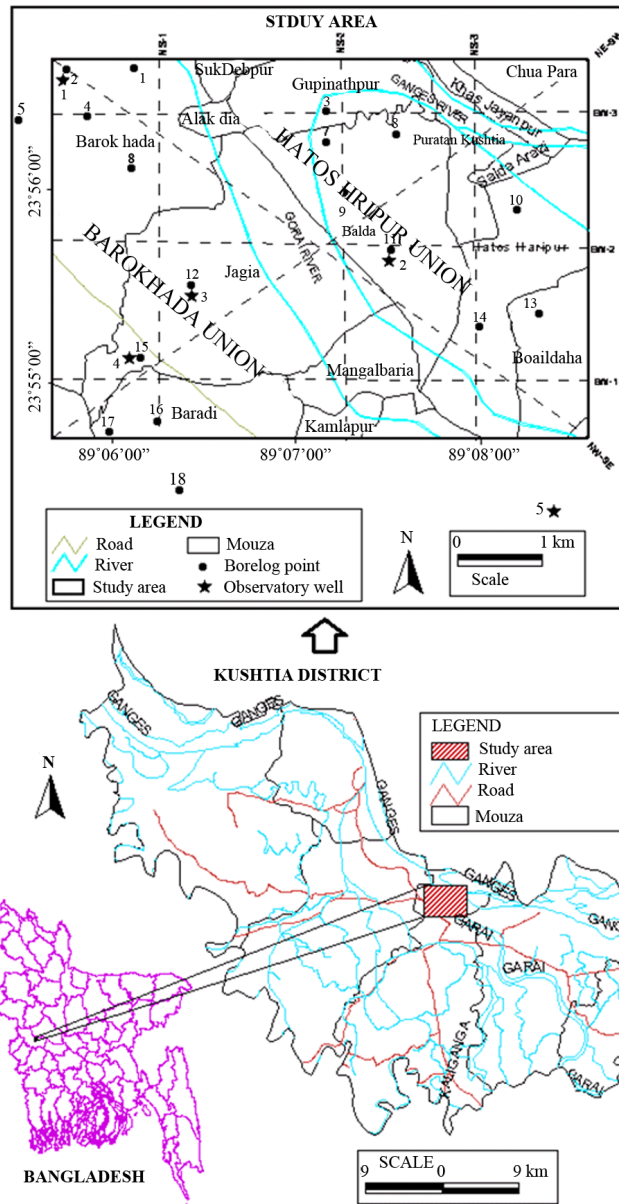 STDUY AREA
NS-1
NS-2
NS-3
NE-SW
SukDebpur
Gupinathpur
Chua Para
GANGES RIVER
Khas Jayanpur
2
1
1
5
4
3
EW-3
Alak dia
7
8
Puratan Kushtia
Barok hada
8
Salda Aravi
23°56'00"
HATOS HRIPUR UNION
9
10
Balda
11
2
Hatos Haripur
EW-2
GORAI RIVER
BAROKHADA UNION
Jagia
12
3
13
14
15
4
Boaildaha
Mangalbaria
EW-1
23°55'00"
16
Baradi
17
Kamlapur
NW-SE
89°06'00"
89°07'00"
89°08'00"
18
5
LEGEND
Road
Mouza
River
Borelog point
Study area
Observatory well
N
0
1 km
Scale
KUSHTIA DISTRICT
GANGES
GANGES
GANGES
LEGEND
Study area
River
Road
Mouza
N
GANGES
GARAI
GARAI
KALIGANGA
GARAI
BANGLADESH
SCALE
9
0
9 km